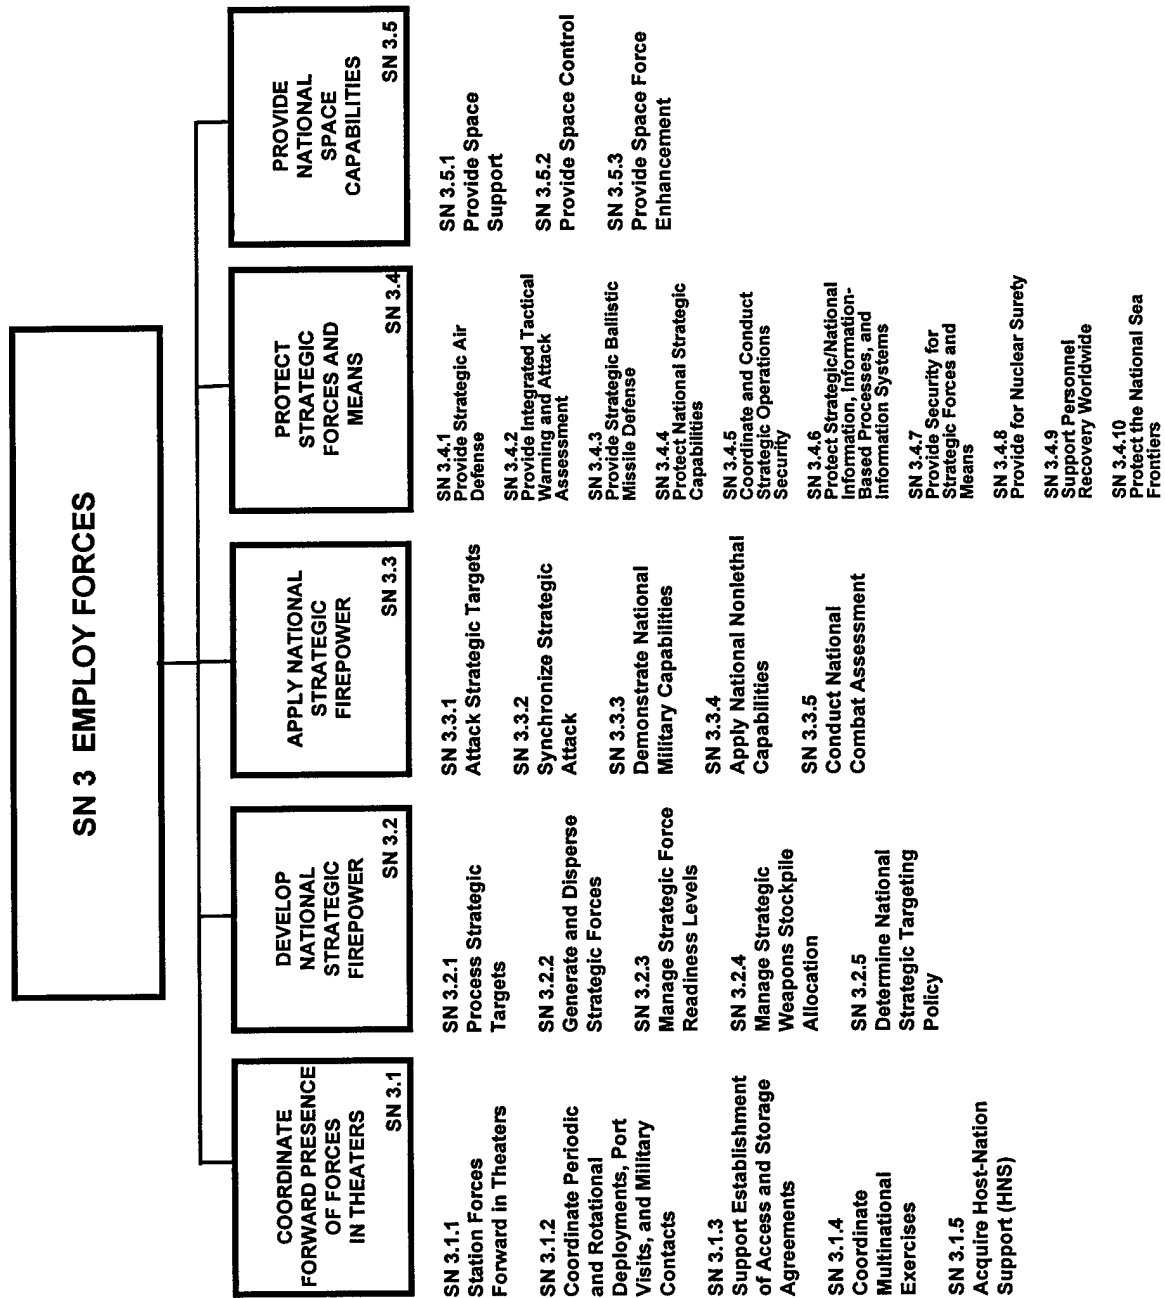 SN 3 EMPLOY FORCES
COORDINATE
FORWARD PRESENCE
OF FORCES
IN THEATERS
SN 3.1
SN 3.1.1
Station Forces
Forward in Theaters
SN 3.1.2
Coordinate Periodic
and Rotational
Deployments, Port
Visits, and Military
Contacts
SN 3.1.3
Support Establishment
of Access and Storage
Agreements
SN 3.1.4
Coordinate
Multinational
Exercises
SN 3.1.5
Acquire Host-Nation
Support (HNS)
DEVELOP
NATIONAL
STRATEGIC
FIREPOWER
SN 3.2
SN 3.2.1
Process Strategic
Targets
SN 3.2.2
Generate and Disperse
Strategic Forces
SN 3.2.3
Manage Strategic Force
Readiness Levels
SN 3.2.4
Manage Strategic
Weapons Stockpile
Allocation
SN 3.2.5
Determine National
Strategic Targeting
Policy
APPLY NATIONAL
STRATEGIC
FIREPOWER
SN 3.3
SN 3.3.1
Attack Strategic Targets
SN 3.3.2
Synchronize Strategic
Attack
SN 3.3.3
Demonstrate National
Military Capabilities
SN 3.3.4
Apply National Nonlethal
Capabilities
SN 3.3.5
Conduct National
Combat Assessment
PROTECT
STRATEGIC
FORCES AND
MEANS
SN 3.4
SN 3.4.1
Provide Strategic Air
Defense
SN 3.4.2
Provide Integrated Tactical
Warning and Attack
Assessment
SN 3.4.3
Provide Strategic Ballistic
Missile Defense
SN 3.4.4
Protect National Strategic
Capabilities
SN 3.4.5
Coordinate and Conduct
Strategic Operations
Security
SN 3.4.6
Protect Strategic/National
Information, Information-
Based Processes, and
Information Systems
SN 3.4.7
Provide Security for
Strategic Forces and
Means
SN 3.4.8
Provide for Nuclear Surety
SN 3.4.9
Support Personnel
Recovery Worldwide
SN 3.4.10
Protect the National Sea
Frontiers
PROVIDE
NATIONAL
SPACE
CAPABILITIES
SN 3.5
SN 3.5.1
Provide Space
Support
SN 3.5.2
Provide Space Control
SN 3.5.3
Provide Space Force
Enhancement